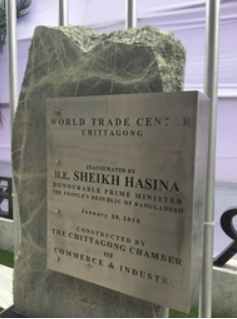 WORLD TRADE CENTER
CHITTAGONG
INAUGURATED BY
H.E. SHEIKH HASINA
HONOURABLE PRIME MINISTER
THE PEOPLE'S REPUBLIC OF BANGLADESH
January 30, 2016
CONSTRUCTED BY
THE CHITTAGONG CHAMBER
OF
COMMERCE & INDUSTRY